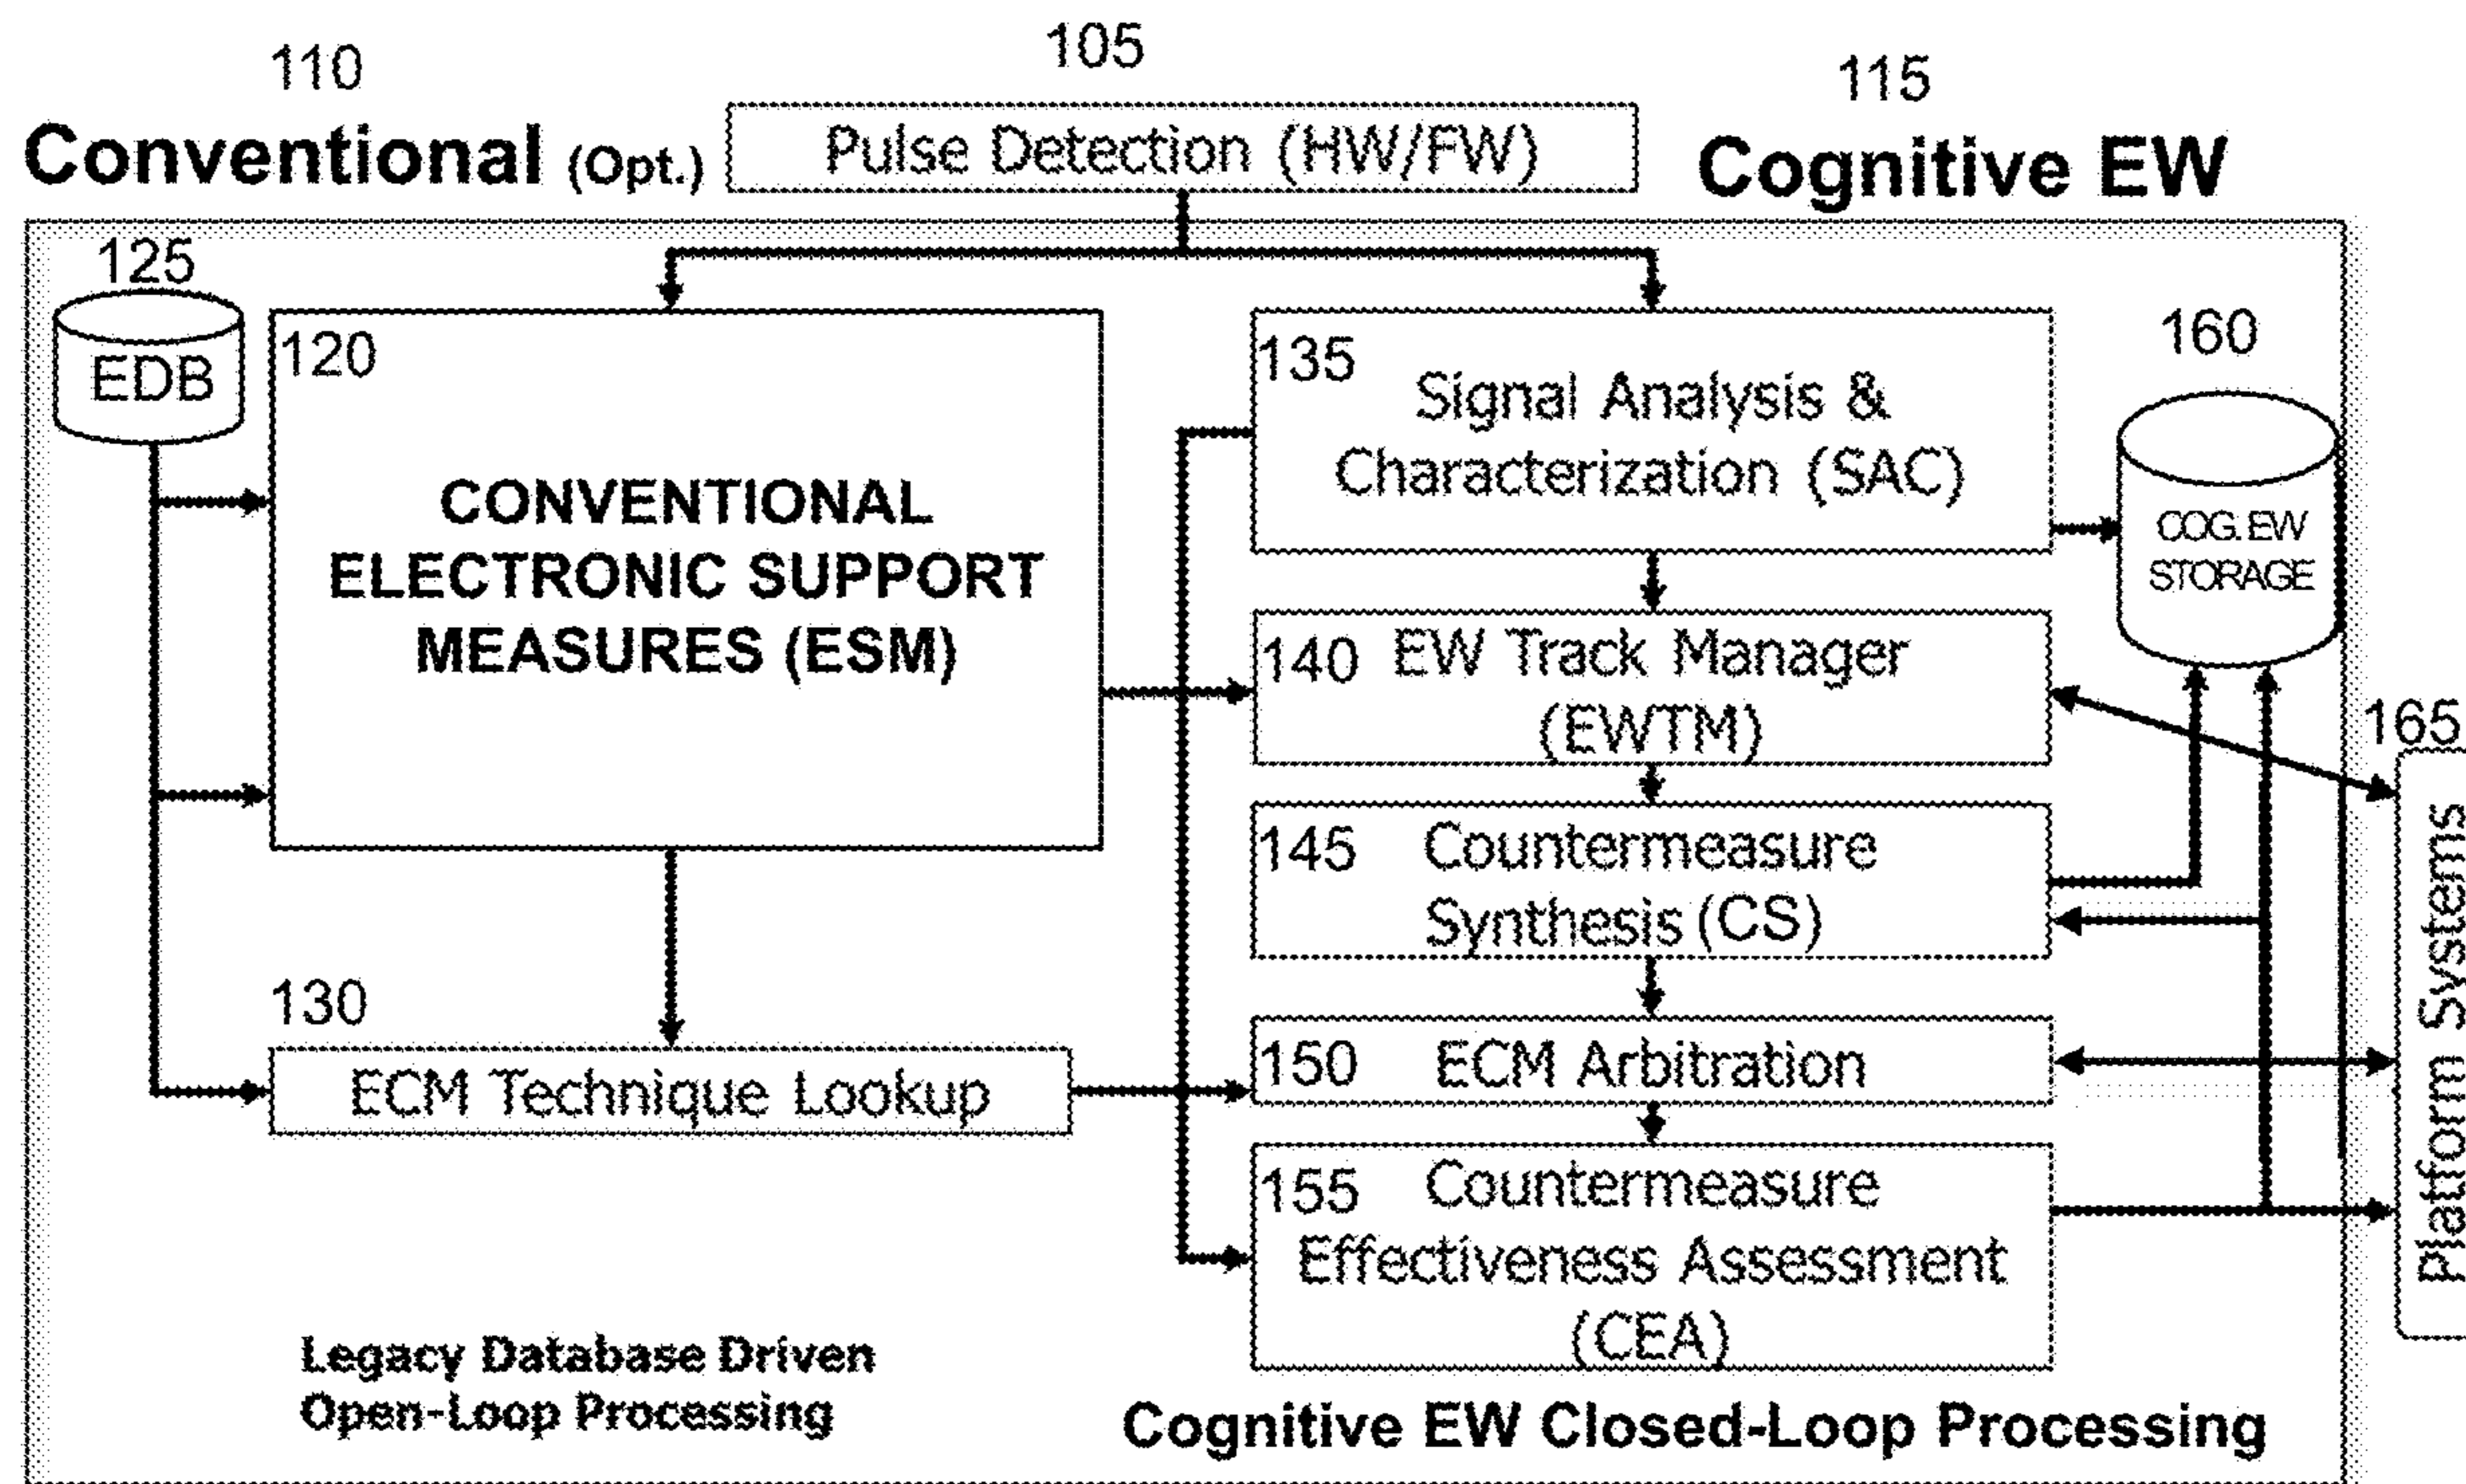 110
105
115
Conventional (Opt.)
Pulse Detection (HW/FW)
Cognitive EW
125
EDB
120
CONVENTIONAL
ELECTRONIC SUPPORT
MEASURES (ESM)
130
ECM Technique Lookup
Legacy Database Driven
Open-Loop Processing
135
Signal Analysis &
Characterization (SAC)
160
COG. EW
STORAGE
140 EW Track Manager
(EWTM)
145 Countermeasure
Synthesis (CS)
150 ECM Arbitration
155 Countermeasure
Effectiveness Assessment
(CEA)
165
Platform Systems
Cognitive EW Closed-Loop Processing